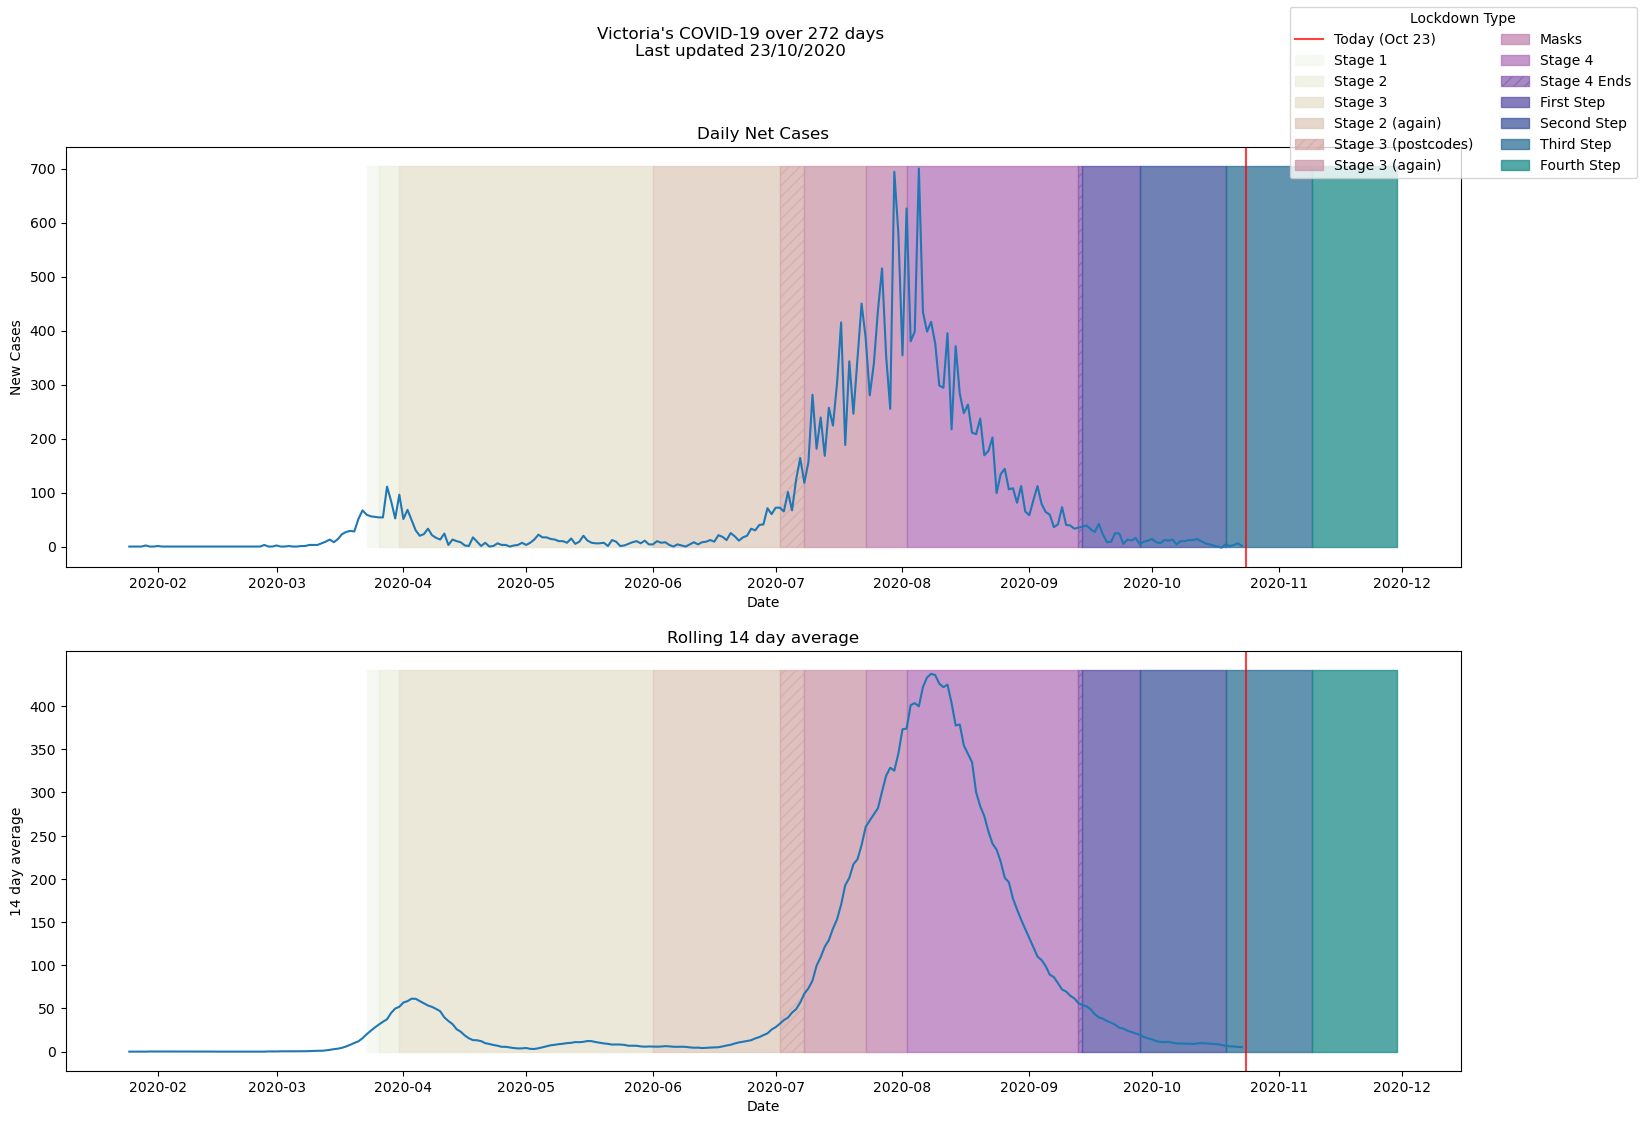 Victoria's COVID-19 over 272 days
Last updated 23/10/2020
Lockdown Type
Today (Oct 23)
Stage 1
Stage 2
Stage 3
Stage 2 (again)
Stage 3 (postcodes)
Stage 3 (again)
Masks
Stage 4
Stage 4 Ends
First Step
Second Step
Third Step
Fourth Step
Daily Net Cases
New Cases
700
600
500
400
300
200
100
0
2020-02 2020-03 2020-04 2020-05 2020-06 2020-07 2020-08 2020-09 2020-10 2020-11 2020-12
Date
Rolling 14 day average
14 day average
400
350
300
250
200
150
100
50
0
2020-02 2020-03 2020-04 2020-05 2020-06 2020-07 2020-08 2020-09 2020-10 2020-11 2020-12
Date